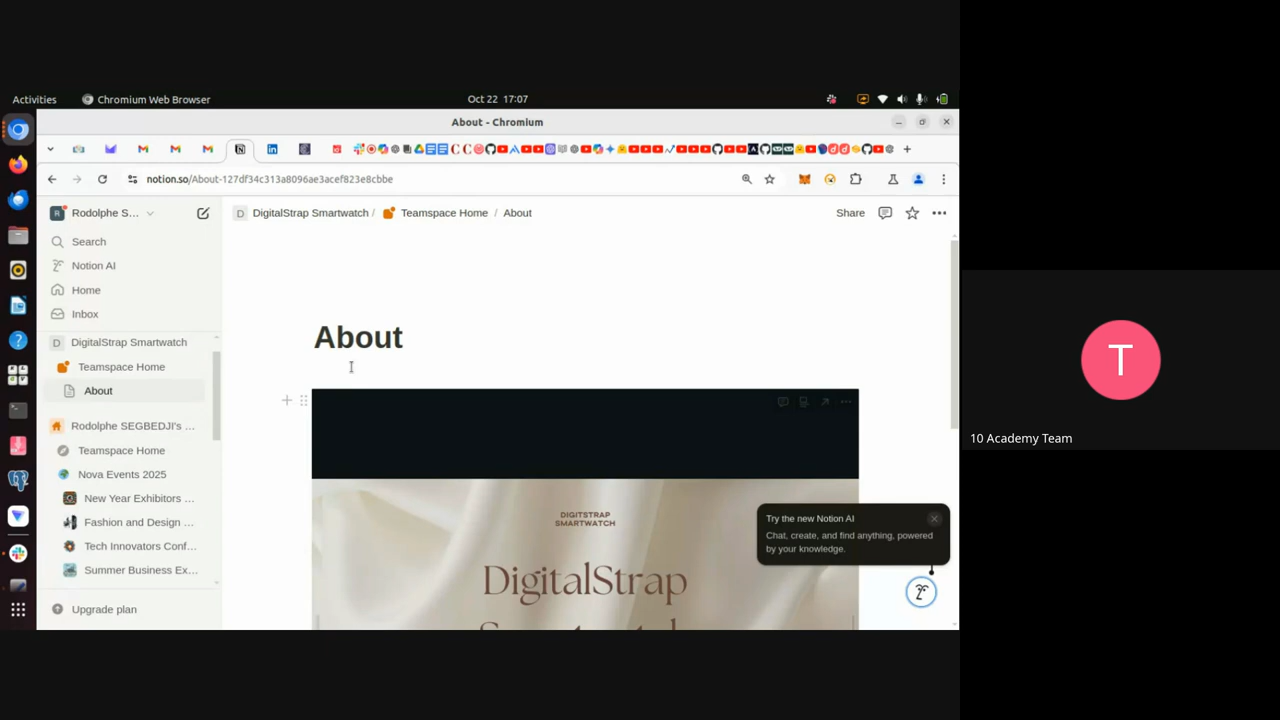 Activities
Chromium Web Browser
Oct 22 17:07
About - Chromium
notion.so/About-127df34c313a8096ae3acef823e8cbbe
Rodolphe S...
DigitalStrap Smartwatch / Teamspace Home / About
Share
Search
Notion AI
Home
Inbox
DigitalStrap Smartwatch
Teamspace Home
About
Rodolphe SEGBEDJI's ...
Teamspace Home
Nova Events 2025
New Year Exhibitors ...
Fashion and Design ...
Tech Innovators Conf...
Summer Business Ex...
Upgrade plan
About
DIGITSTRAP
SMARTWATCH
DigitalStrap
Try the new Notion AI
Chat, create, and find anything, powered
by your knowledge.
T
10 Academy Team